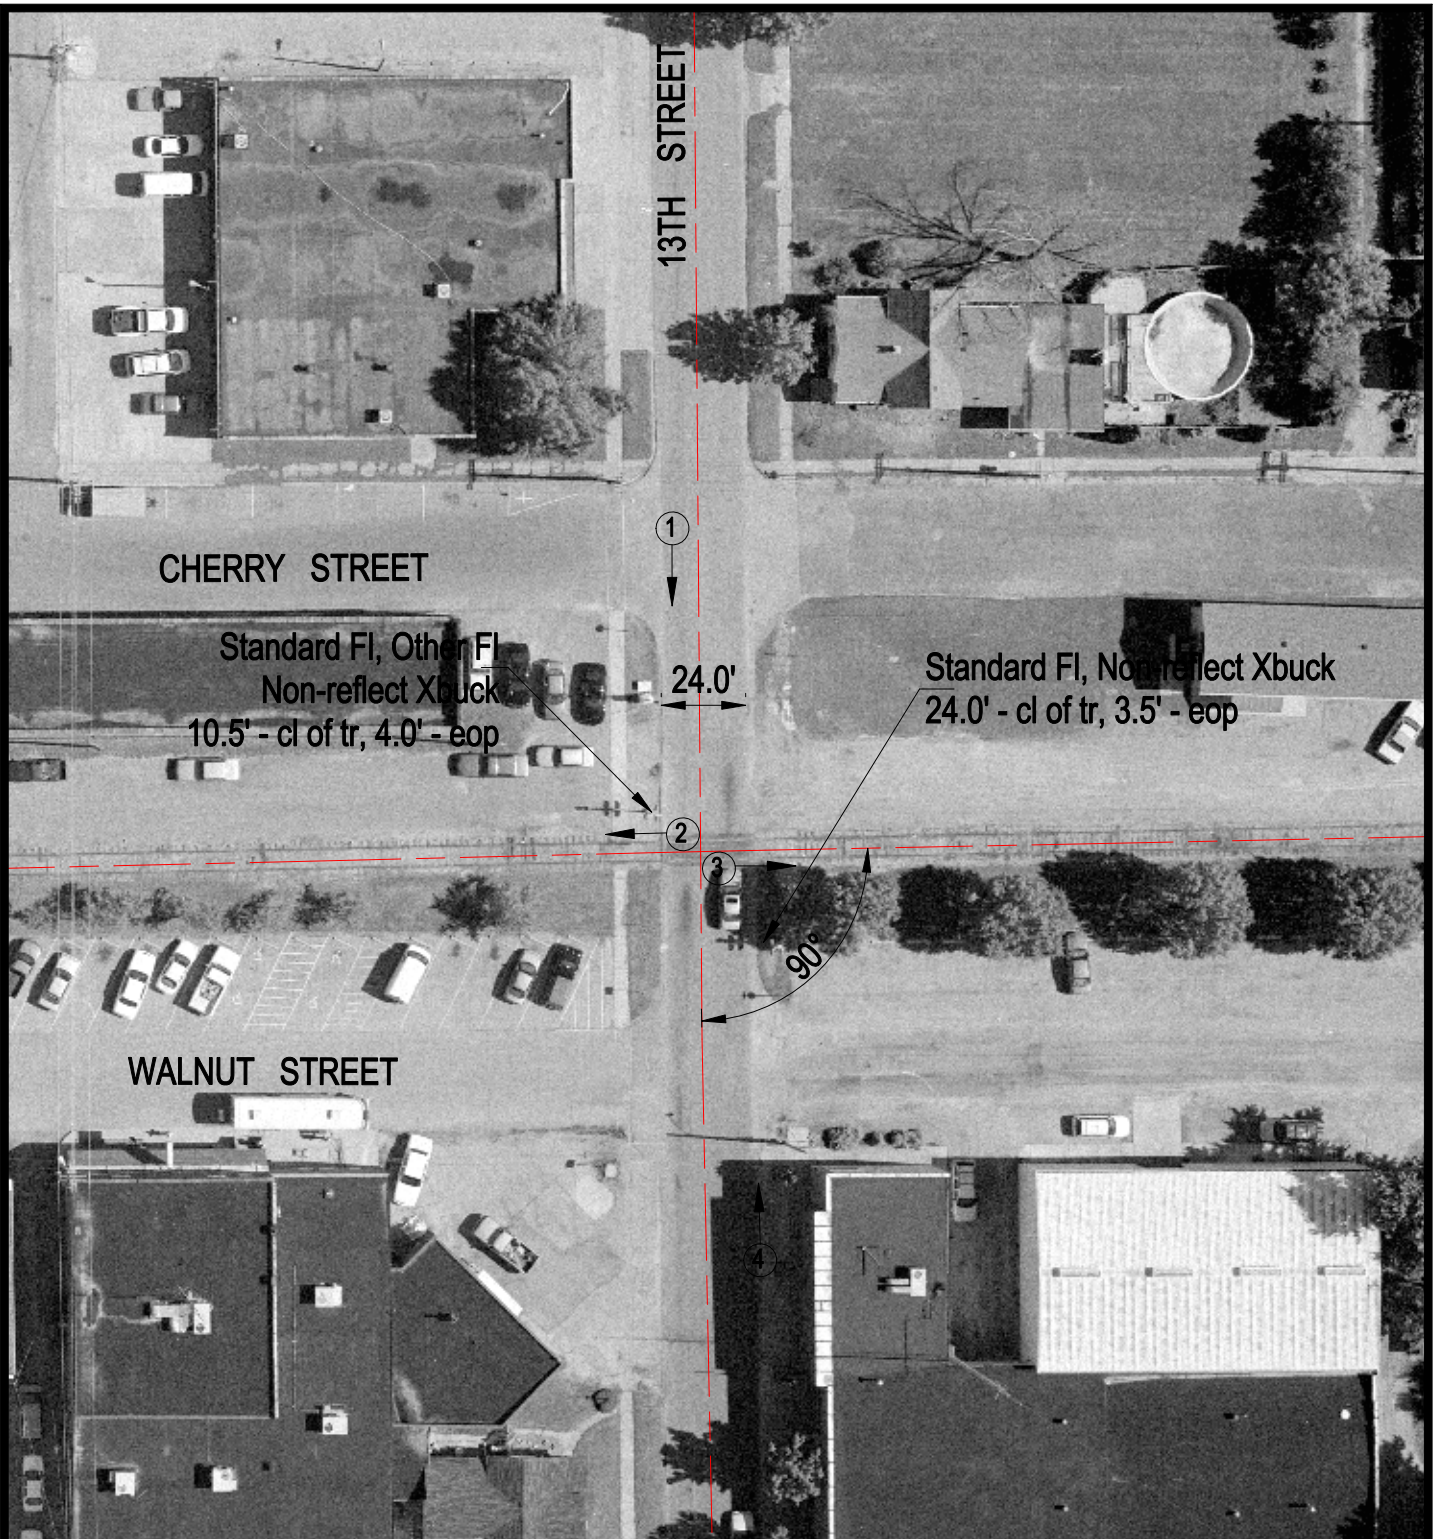 13TH STREET
1
CHERRY STREET
Standard Fl, Other Fl
Non-reflect Xbuck
10.5' - cl of tr, 4.0' - eop
24.0'
Standard Fl, Non-reflect Xbuck
24.0' - cl of tr, 3.5' - eop
2
3
90°
WALNUT STREET
4